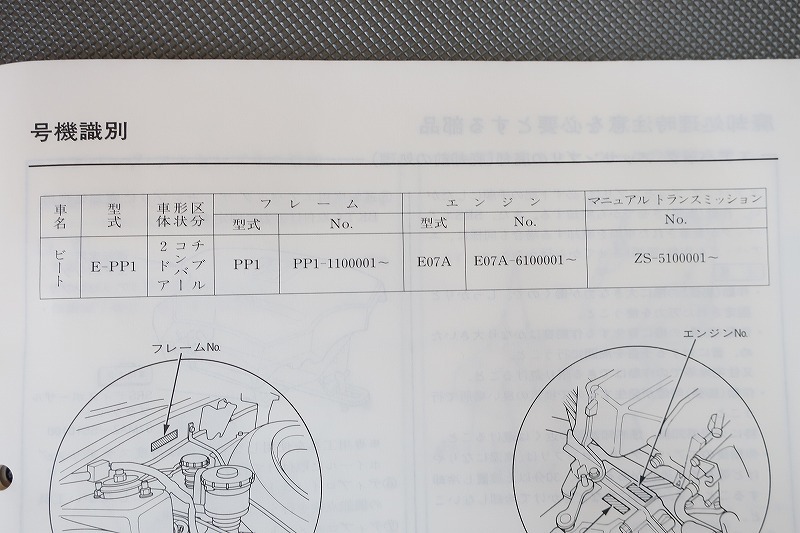 号機識別
車名 型式 車体形状区分 フレーム エンジン マニュアル トランスミッション
型式 No. 型式 No. No.
ビート E-PP1 2ドアコンバーチブル PP1 PP1-1100001~ E07A E07A-6100001~ ZS-5100001~
フレームNo. エンジンNo.